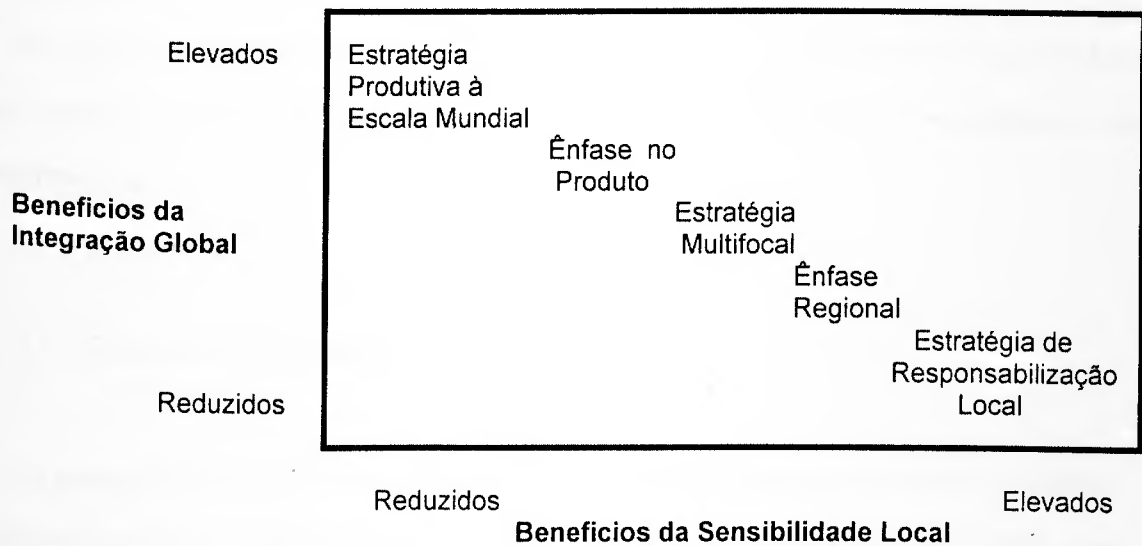 Elevados
Estratégia
Produtiva à
Escala Mundial
Ênfase no
Produto
Beneficios da
Integração Global
Estratégia
Multifocal
Ênfase
Regional
Estratégia de
Responsabilização
Local
Reduzidos
Reduzidos
Elevados
Beneficios da Sensibilidade Local